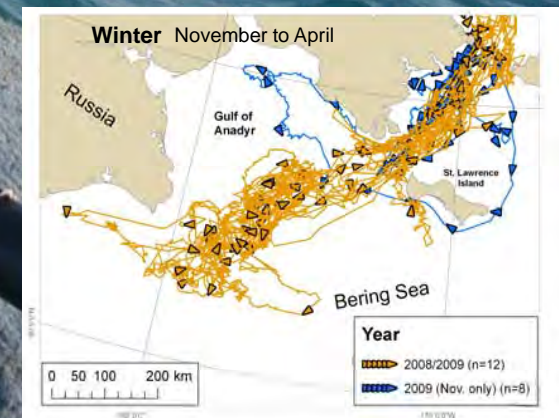 Winter November to April
Russia
Gulf of
Anadyr
St. Lawrence
Island
Bering Sea
Year
2008/2009 (n=12)
2009 (Nov. only) (n=8)
0 50 100 200 km